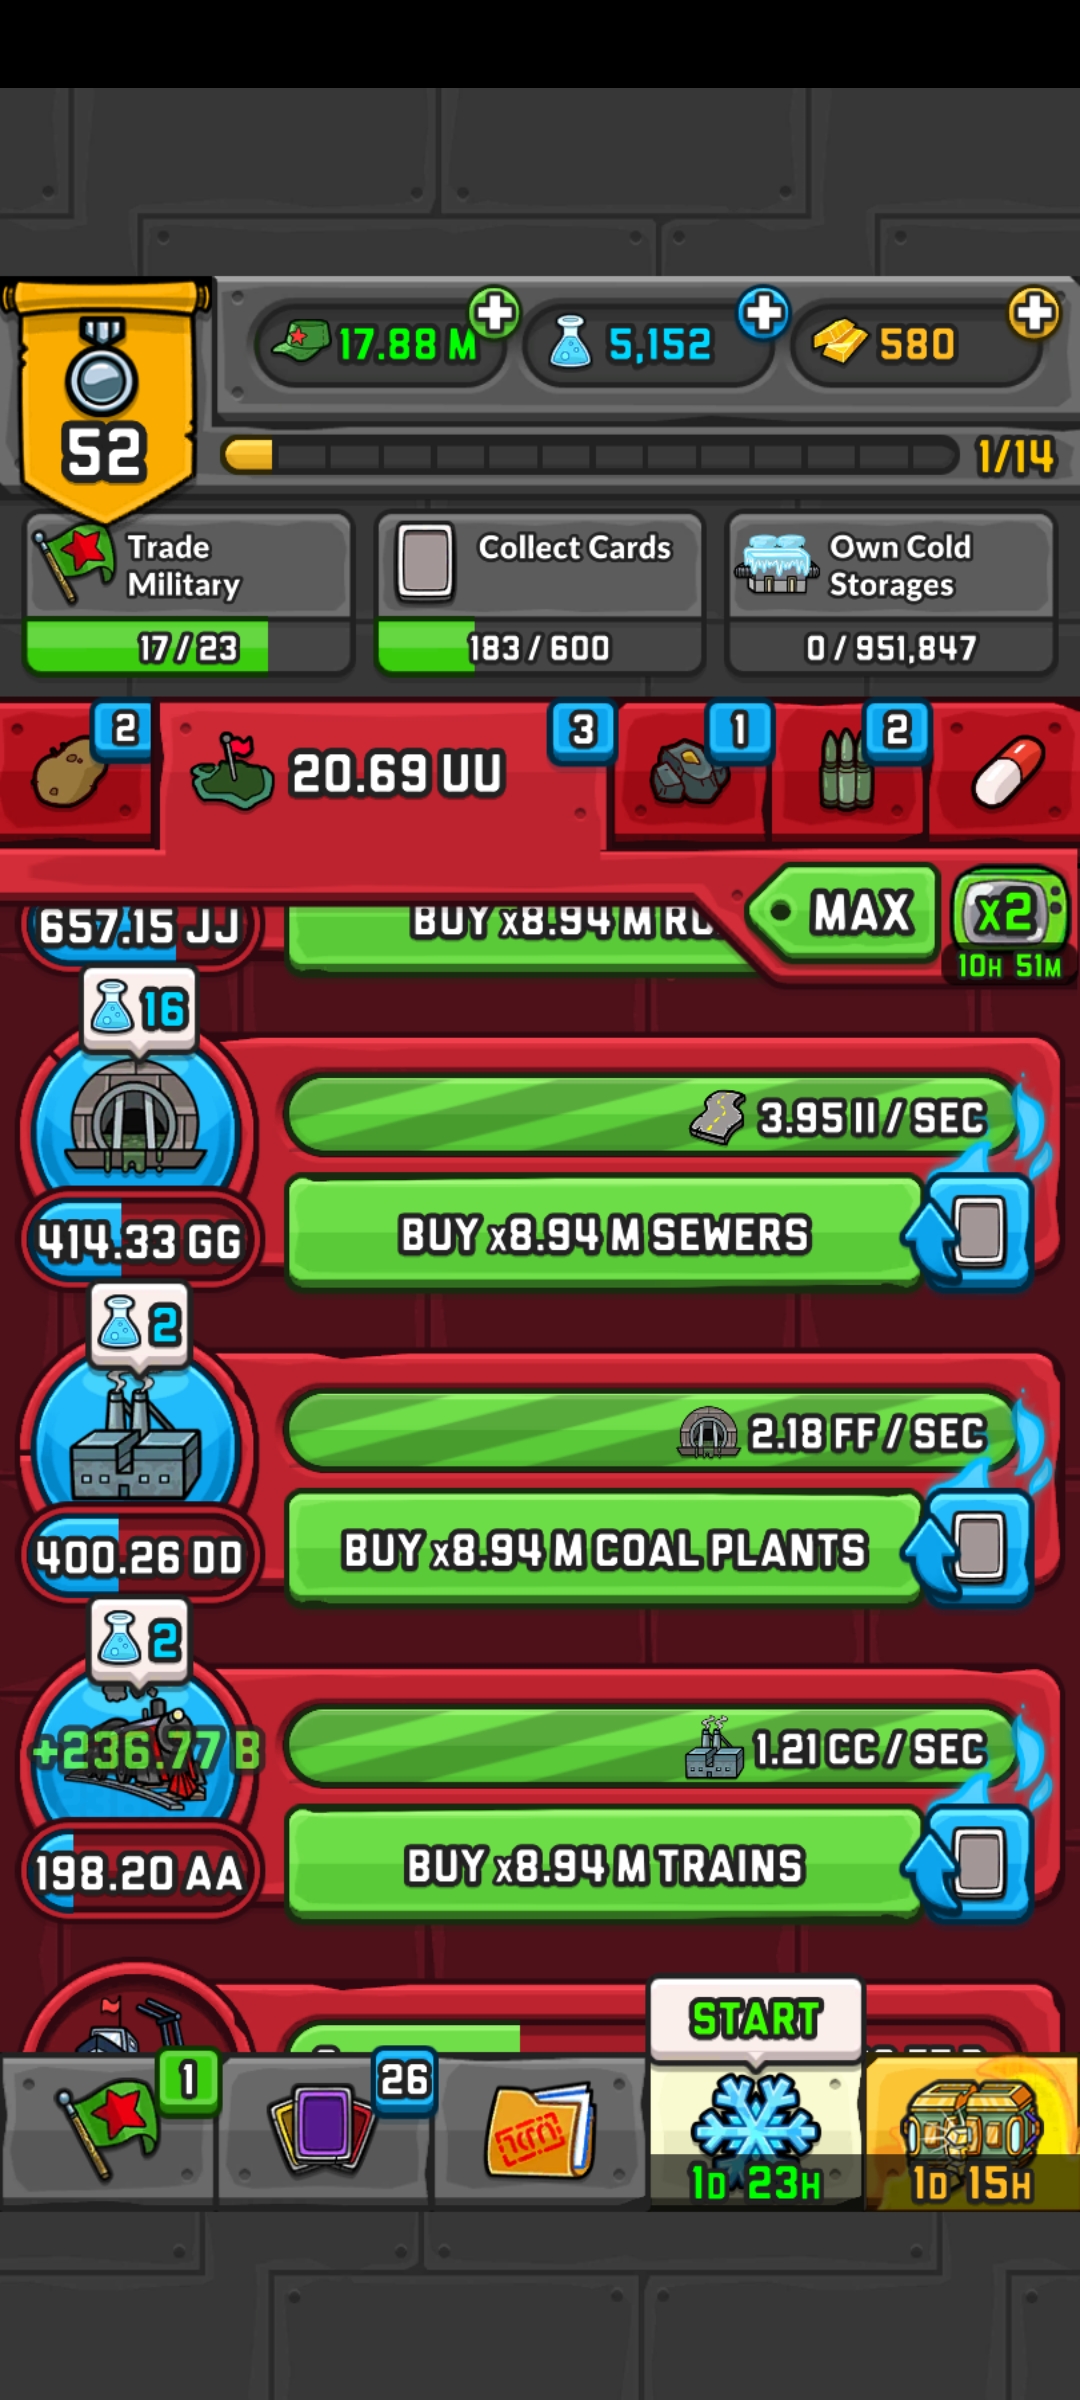 17.88 M
5,152
580
52
1/14
Trade
Military
17/23
Collect Cards
183/600
Own Cold
Storages
0/951,847
2
20.69 UU
3
1
2
MAX
x2
10H 51M
657.15 JJ
BUY x8.94 M RO
16
3.95 II / SEC
414.33 GG
BUY x8.94 M SEWERS
2
2.18 FF / SEC
400.26 DD
BUY x8.94 M COAL PLANTS
2
+236.77 B
1.21 CC / SEC
198.20 AA
BUY x8.94 M TRAINS
START
1
26
1D 23H
1D 15H